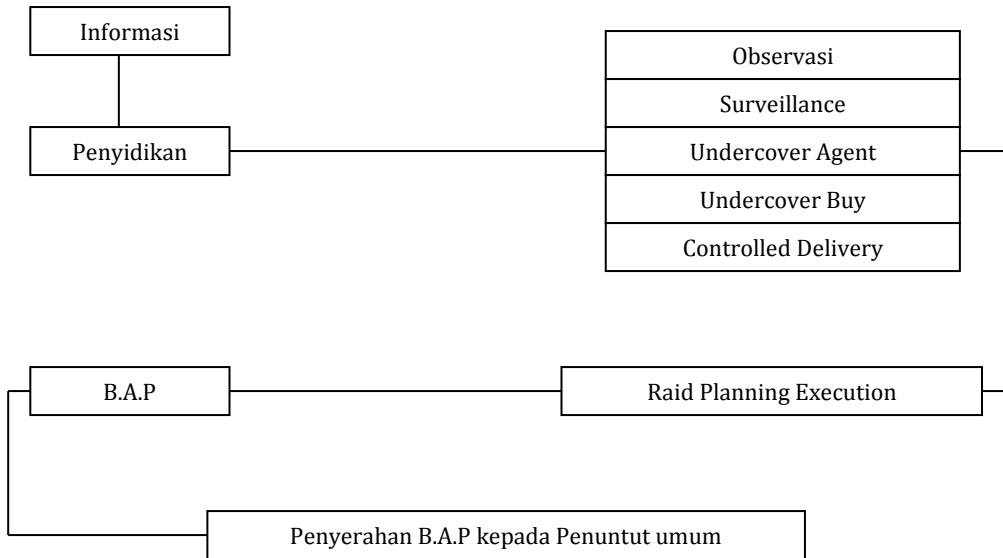 Informasi
Penyidikan
Observasi
Surveillance
Undercover Agent
Undercover Buy
Controlled Delivery
B.A.P
Raid Planning Execution
Penyerahan B.A.P kepada Penuntut umum